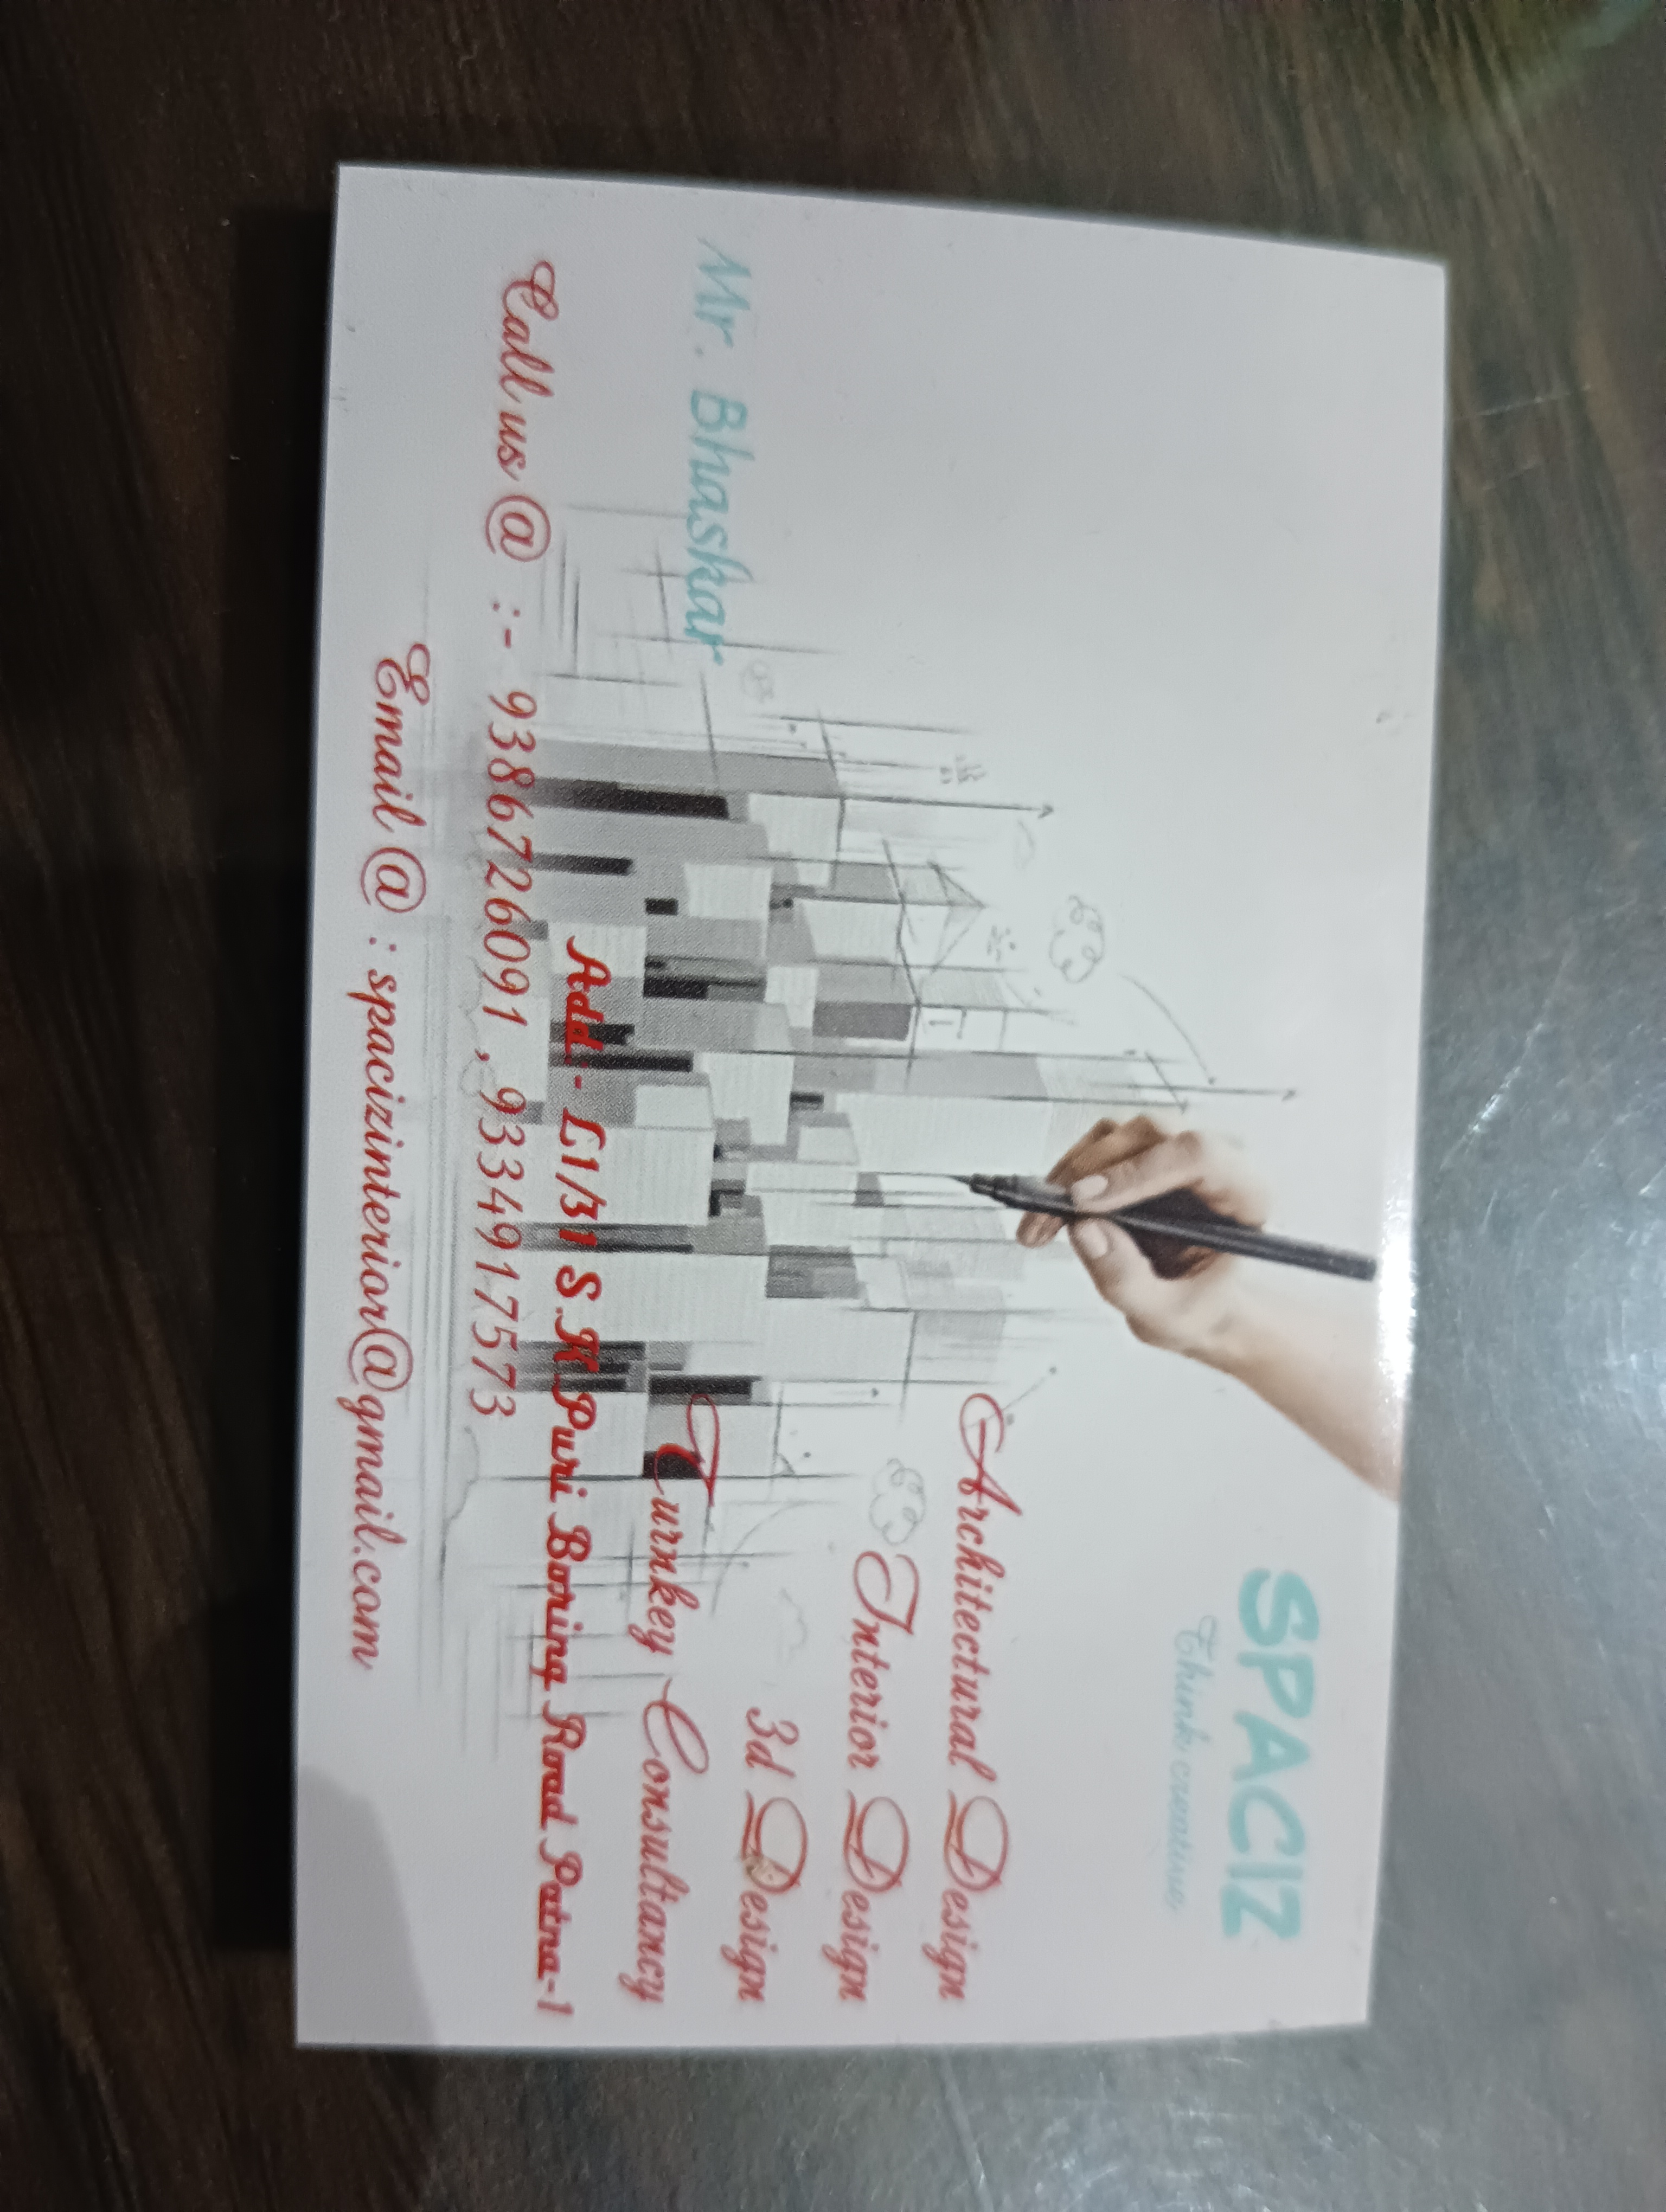 SPACIZ
Think creative.
Architectural Design
Interior Design
3d Design
Mr. Bhaskar
Turnkey Consultancy
Add:- L1/31 S.K.Puri Boring Road Patna-1
Call us @ :- 9386726091 , 9334917573
Email @ : spacizinterior@gmail.com